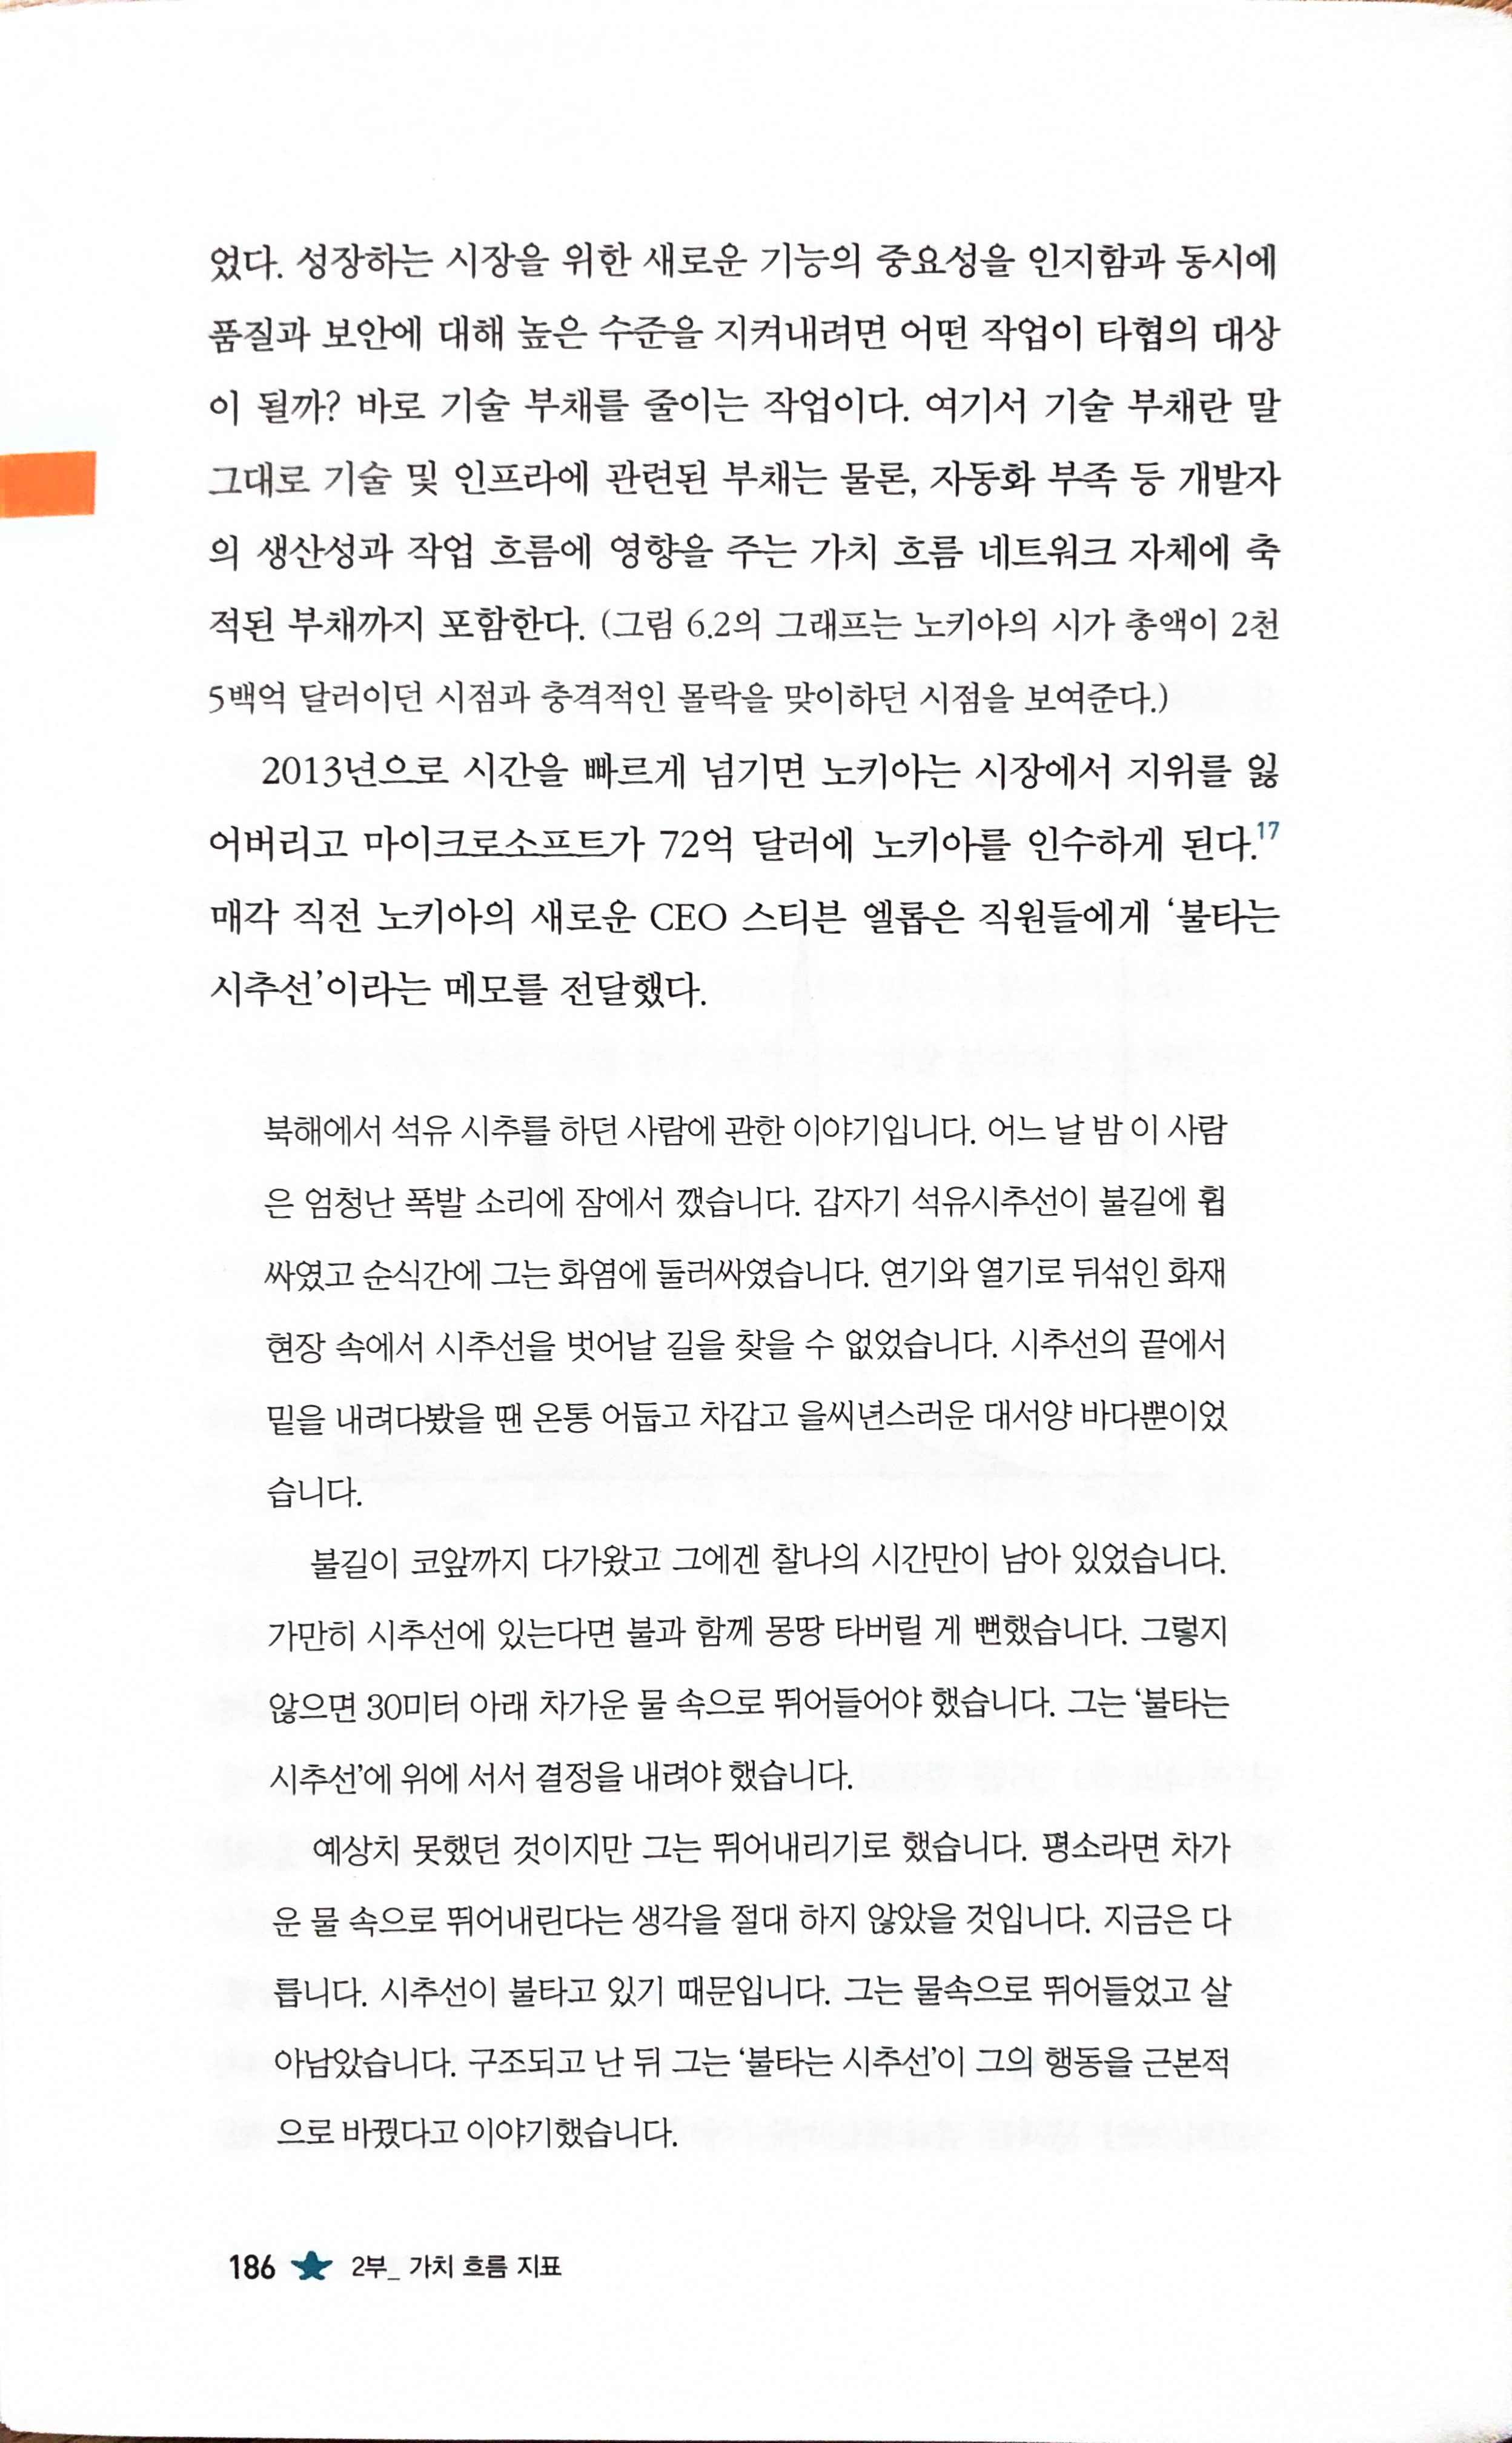 었다. 성장하는 시장을 위한 새로운 기능의 중요성을 인지함과 동시에
품질과 보안에 대해 높은 수준을 지켜내려면 어떤 작업이 타협의 대상
이 될까? 바로 기술 부채를 줄이는 작업이다. 여기서 기술 부채란 말
그대로 기술 및 인프라에 관련된 부채는 물론, 자동화 부족 등 개발자
의 생산성과 작업 흐름에 영향을 주는 가치 흐름 네트워크 자체에 축
적된 부채까지 포함한다. (그림 6.2의 그래프는 노키아의 시가 총액이 2천
5백억 달러이던 시점과 충격적인 몰락을 맞이하던 시점을 보여준다.)
2013년으로 시간을 빠르게 넘기면 노키아는 시장에서 지위를 잃
어버리고 마이크로소프트가 72억 달러에 노키아를 인수하게 된다.17
매각 직전 노키아의 새로운 CEO 스티븐 엘롭은 직원들에게 ‘불타는
시추선’이라는 메모를 전달했다.
북해에서 석유 시추를 하던 사람에 관한 이야기입니다. 어느 날 밤 이 사람
은 엄청난 폭발 소리에 잠에서 깼습니다. 갑자기 석유시추선이 불길에 휩
싸였고 순식간에 그는 화염에 둘러싸였습니다. 연기와 열기로 뒤섞인 화재
현장 속에서 시추선을 벗어날 길을 찾을 수 없었습니다. 시추선의 끝에서
밑을 내려다봤을 땐 온통 어둡고 차갑고 을씨년스러운 대서양 바다뿐이었
습니다.
불길이 코앞까지 다가왔고 그에겐 찰나의 시간만이 남아 있었습니다.
가만히 시추선에 있는다면 불과 함께 몽땅 타버릴 게 뻔했습니다. 그렇지
않으면 30미터 아래 차가운 물 속으로 뛰어들어야 했습니다. 그는 ‘불타는
시추선’에 위에 서서 결정을 내려야 했습니다.
예상치 못했던 것이지만 그는 뛰어내리기로 했습니다. 평소라면 차가
운 물 속으로 뛰어내린다는 생각을 절대 하지 않았을 것입니다. 지금은 다
릅니다. 시추선이 불타고 있기 때문입니다. 그는 물속으로 뛰어들었고 살
아남았습니다. 구조되고 난 뒤 그는 ‘불타는 시추선’이 그의 행동을 근본적
으로 바꿨다고 이야기했습니다.
186 2부_ 가치 흐름 지표